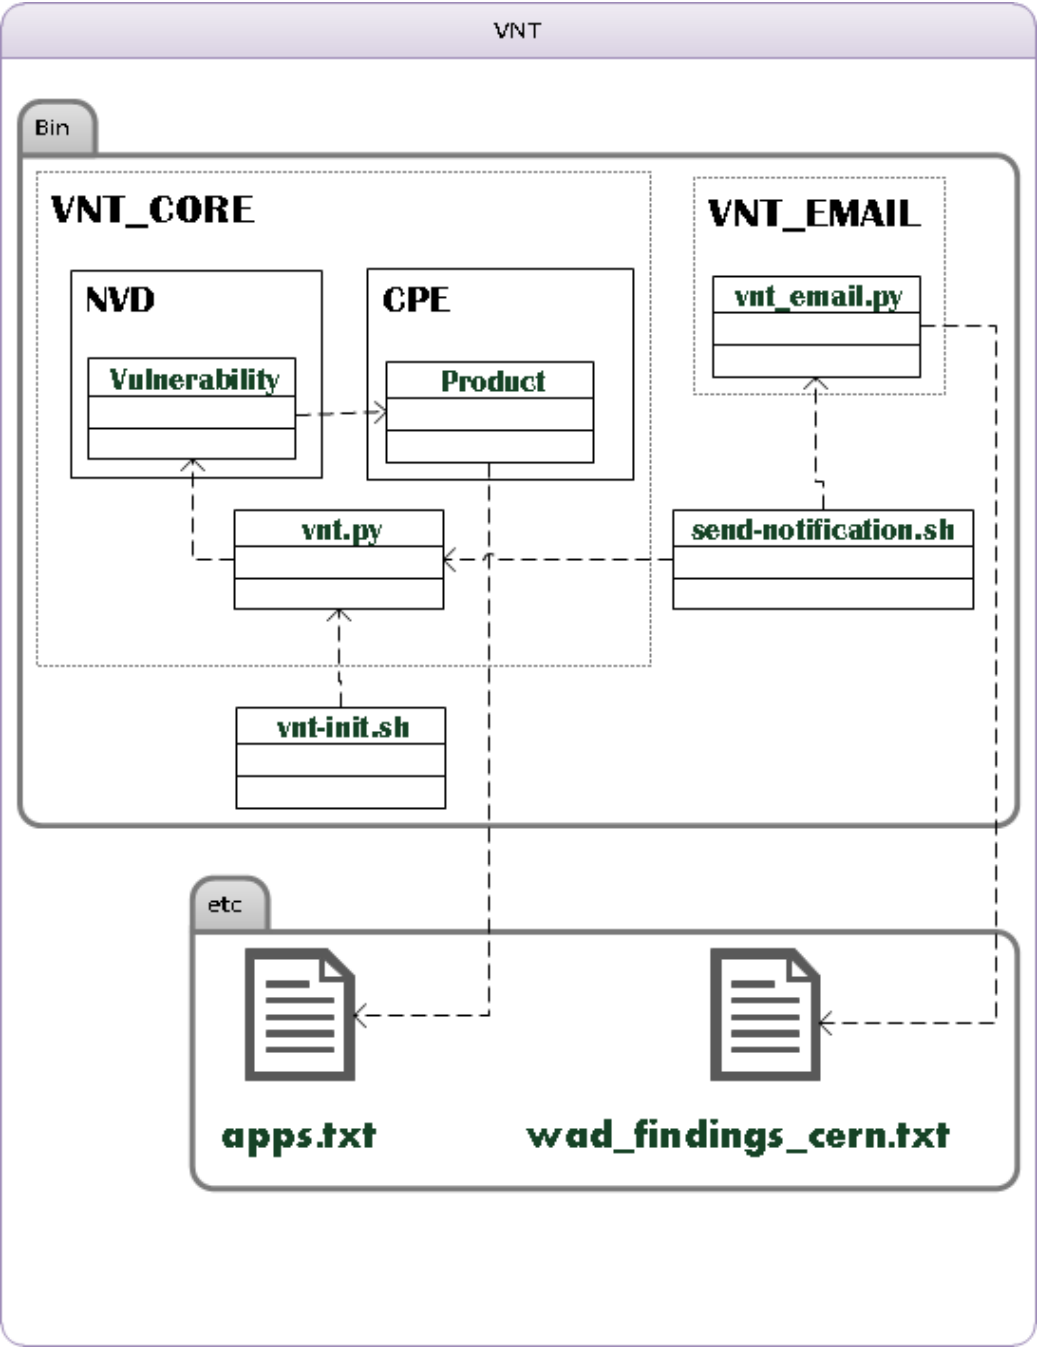 VNT
Bin
VNT_CORE
VNT_EMAIL
NVD
CPE
vnt_email.py
Vulnerability
Product
vnt.py
send-notification.sh
vnt-init.sh
etc
apps.txt
wad_findings_cern.txt